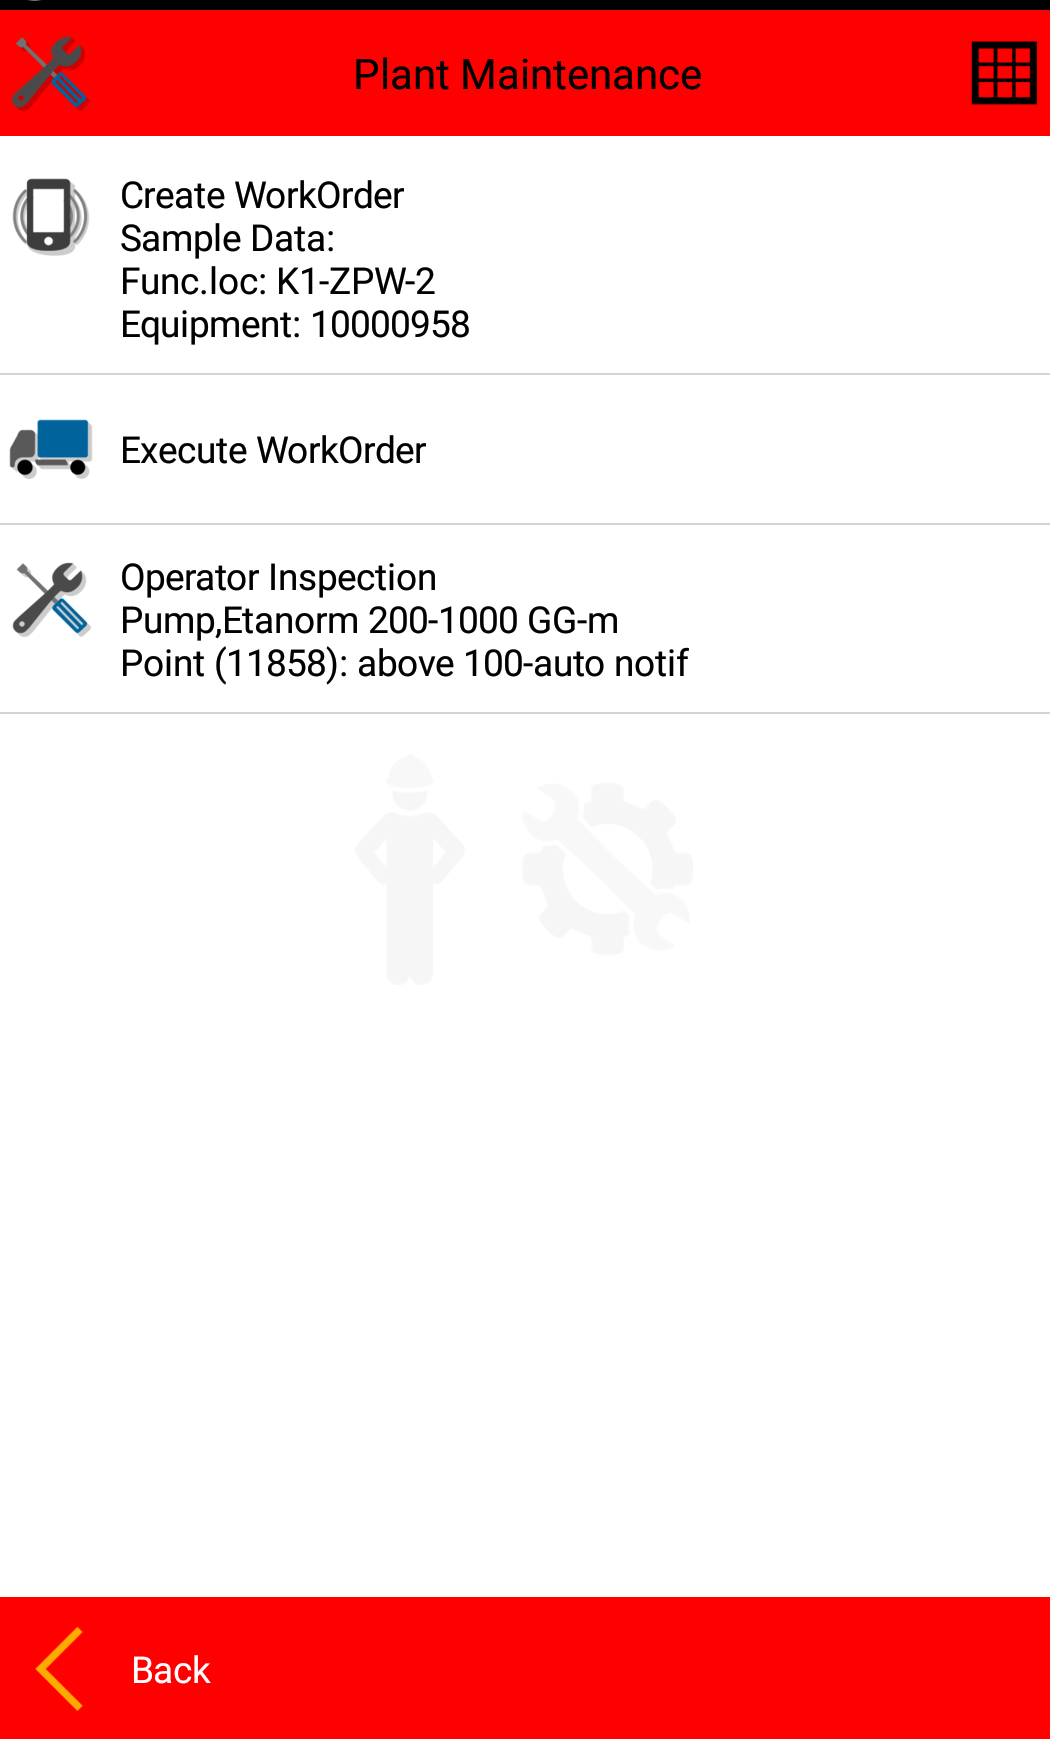 Plant Maintenance
Create WorkOrder
Sample Data:
Func.loc: K1-ZPW-2
Equipment: 10000958
Execute WorkOrder
Operator Inspection
Pump,Etanorm 200-1000 GG-m
Point (11858): above 100-auto notif
Back